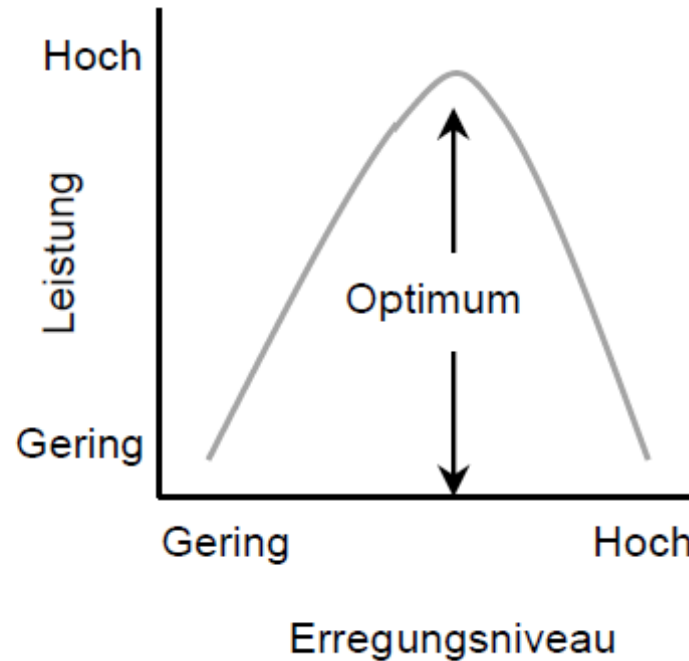 Hoch
Leistung
Optimum
Gering
Gering Hoch
Erregungsniveau